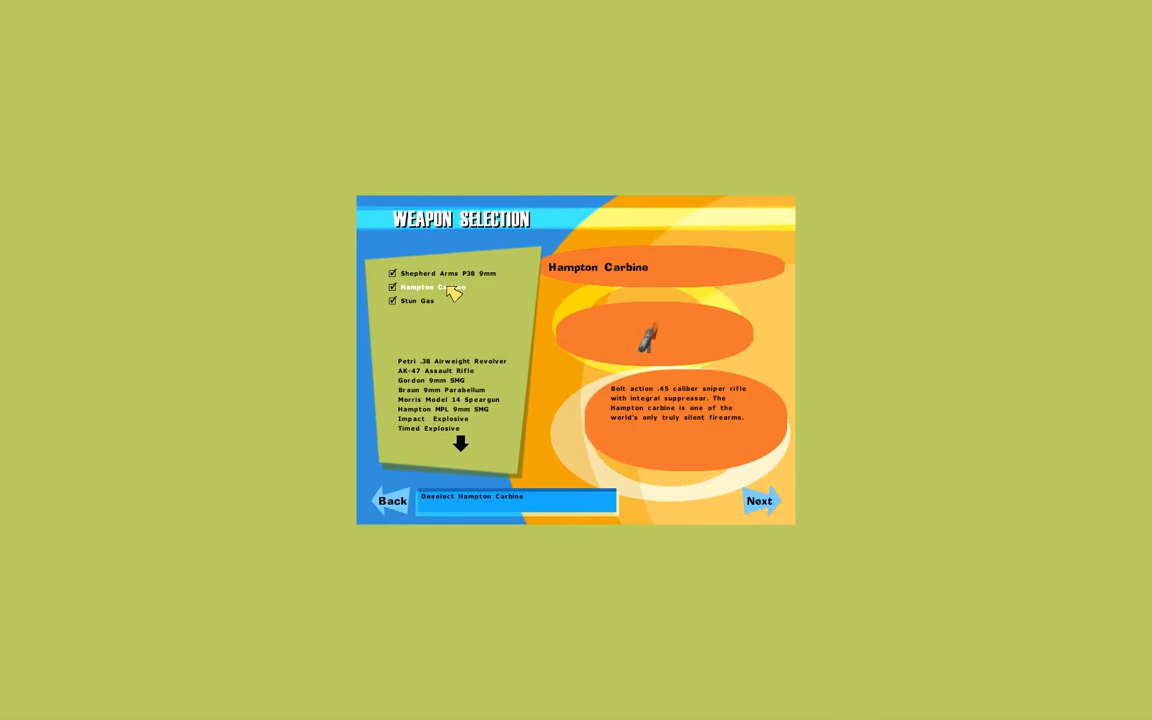 WEAPON SELECTION
Shepherd Arms P38 9mm
Hampton
Stun Gas
Petri .38 Airweight Revolver
AK-47 Assault Rifle
Gordon 9mm SMG
Braun 9mm Parabellum
Morris Model 14 Speargun
Hampton MPL 9mm SMG
Impact Explosive
Timed Explosive
Hampton Carbine
Bolt action .45 caliber sniper rifle
with integral suppressor. The
Hampton carbine is one of the
world's only truly silent firearms.
Back
Deselect Hampton Carbine
Next